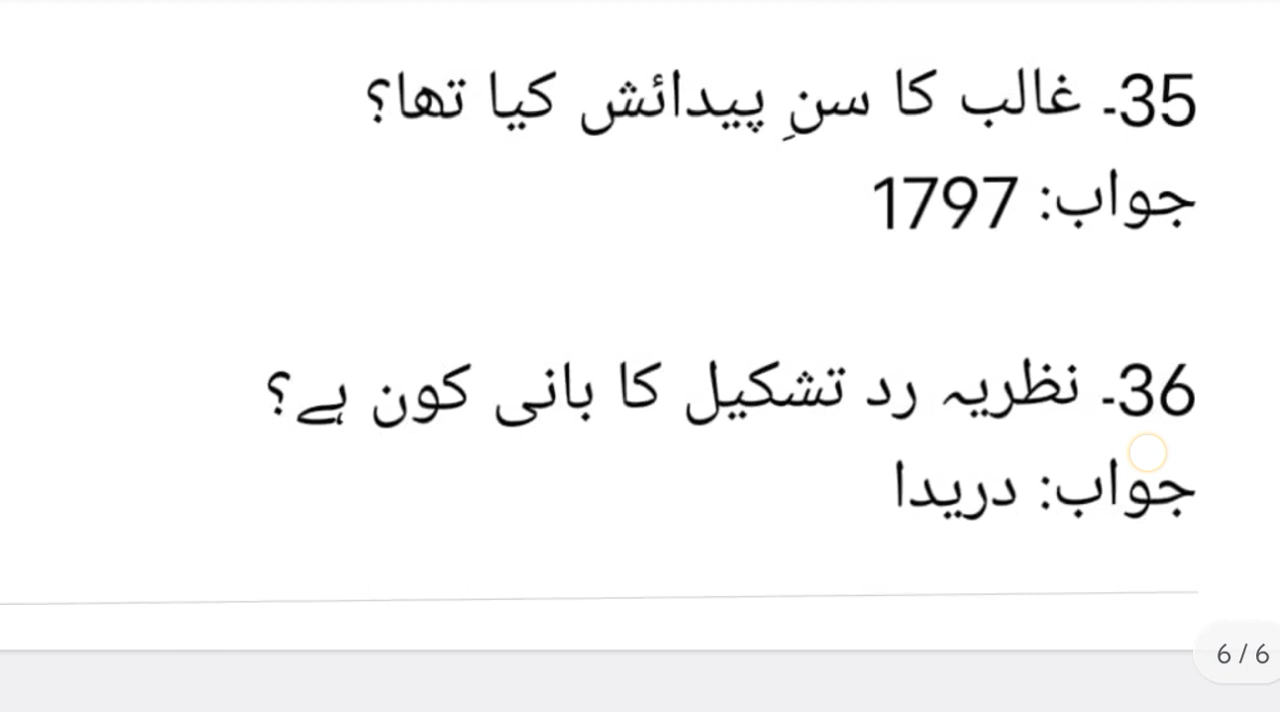 35۔ غالب کا سنِ پیدائش کیا تھا؟
جواب: 1797
36۔ نظریہ رد تشکیل کا بانی کون ہے؟
جواب: دریدا
6 / 6